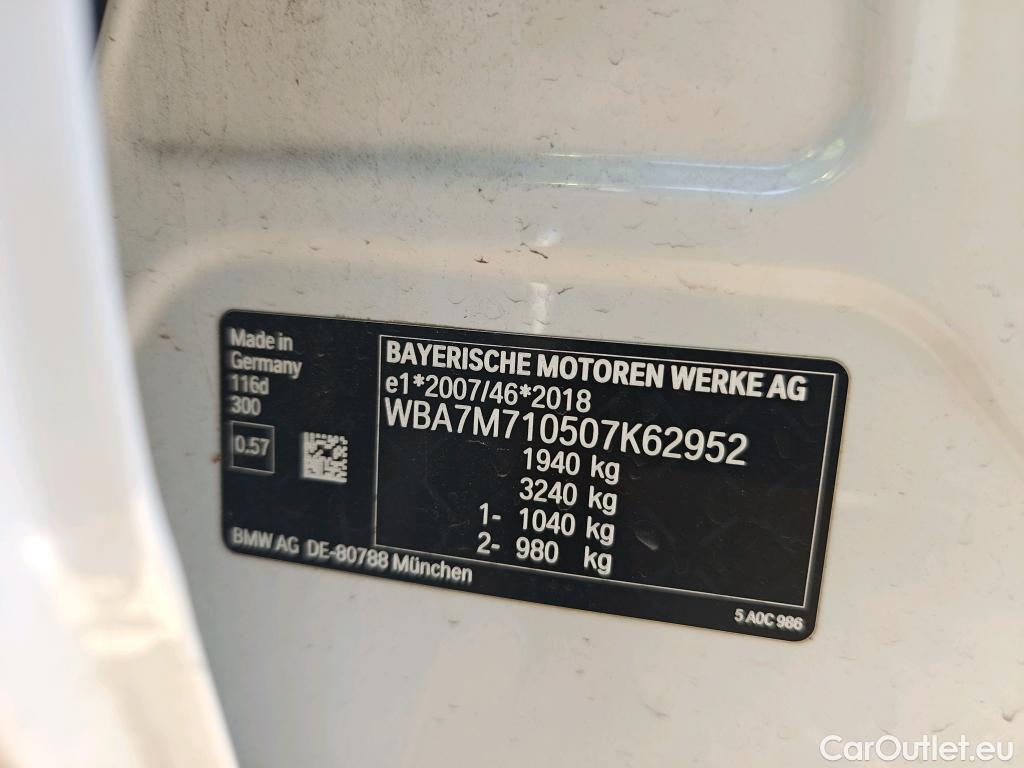 Made in
Germany
116d
300
0.57
BMW AG DE-80788 München
BAYERISCHE MOTOREN WERKE AG
e1*2007/46*2018
WBA7M710507K62952
1940 kg
3240 kg
1- 1040 kg
2- 980 kg
5 A0C 986
CarOutlet.eu